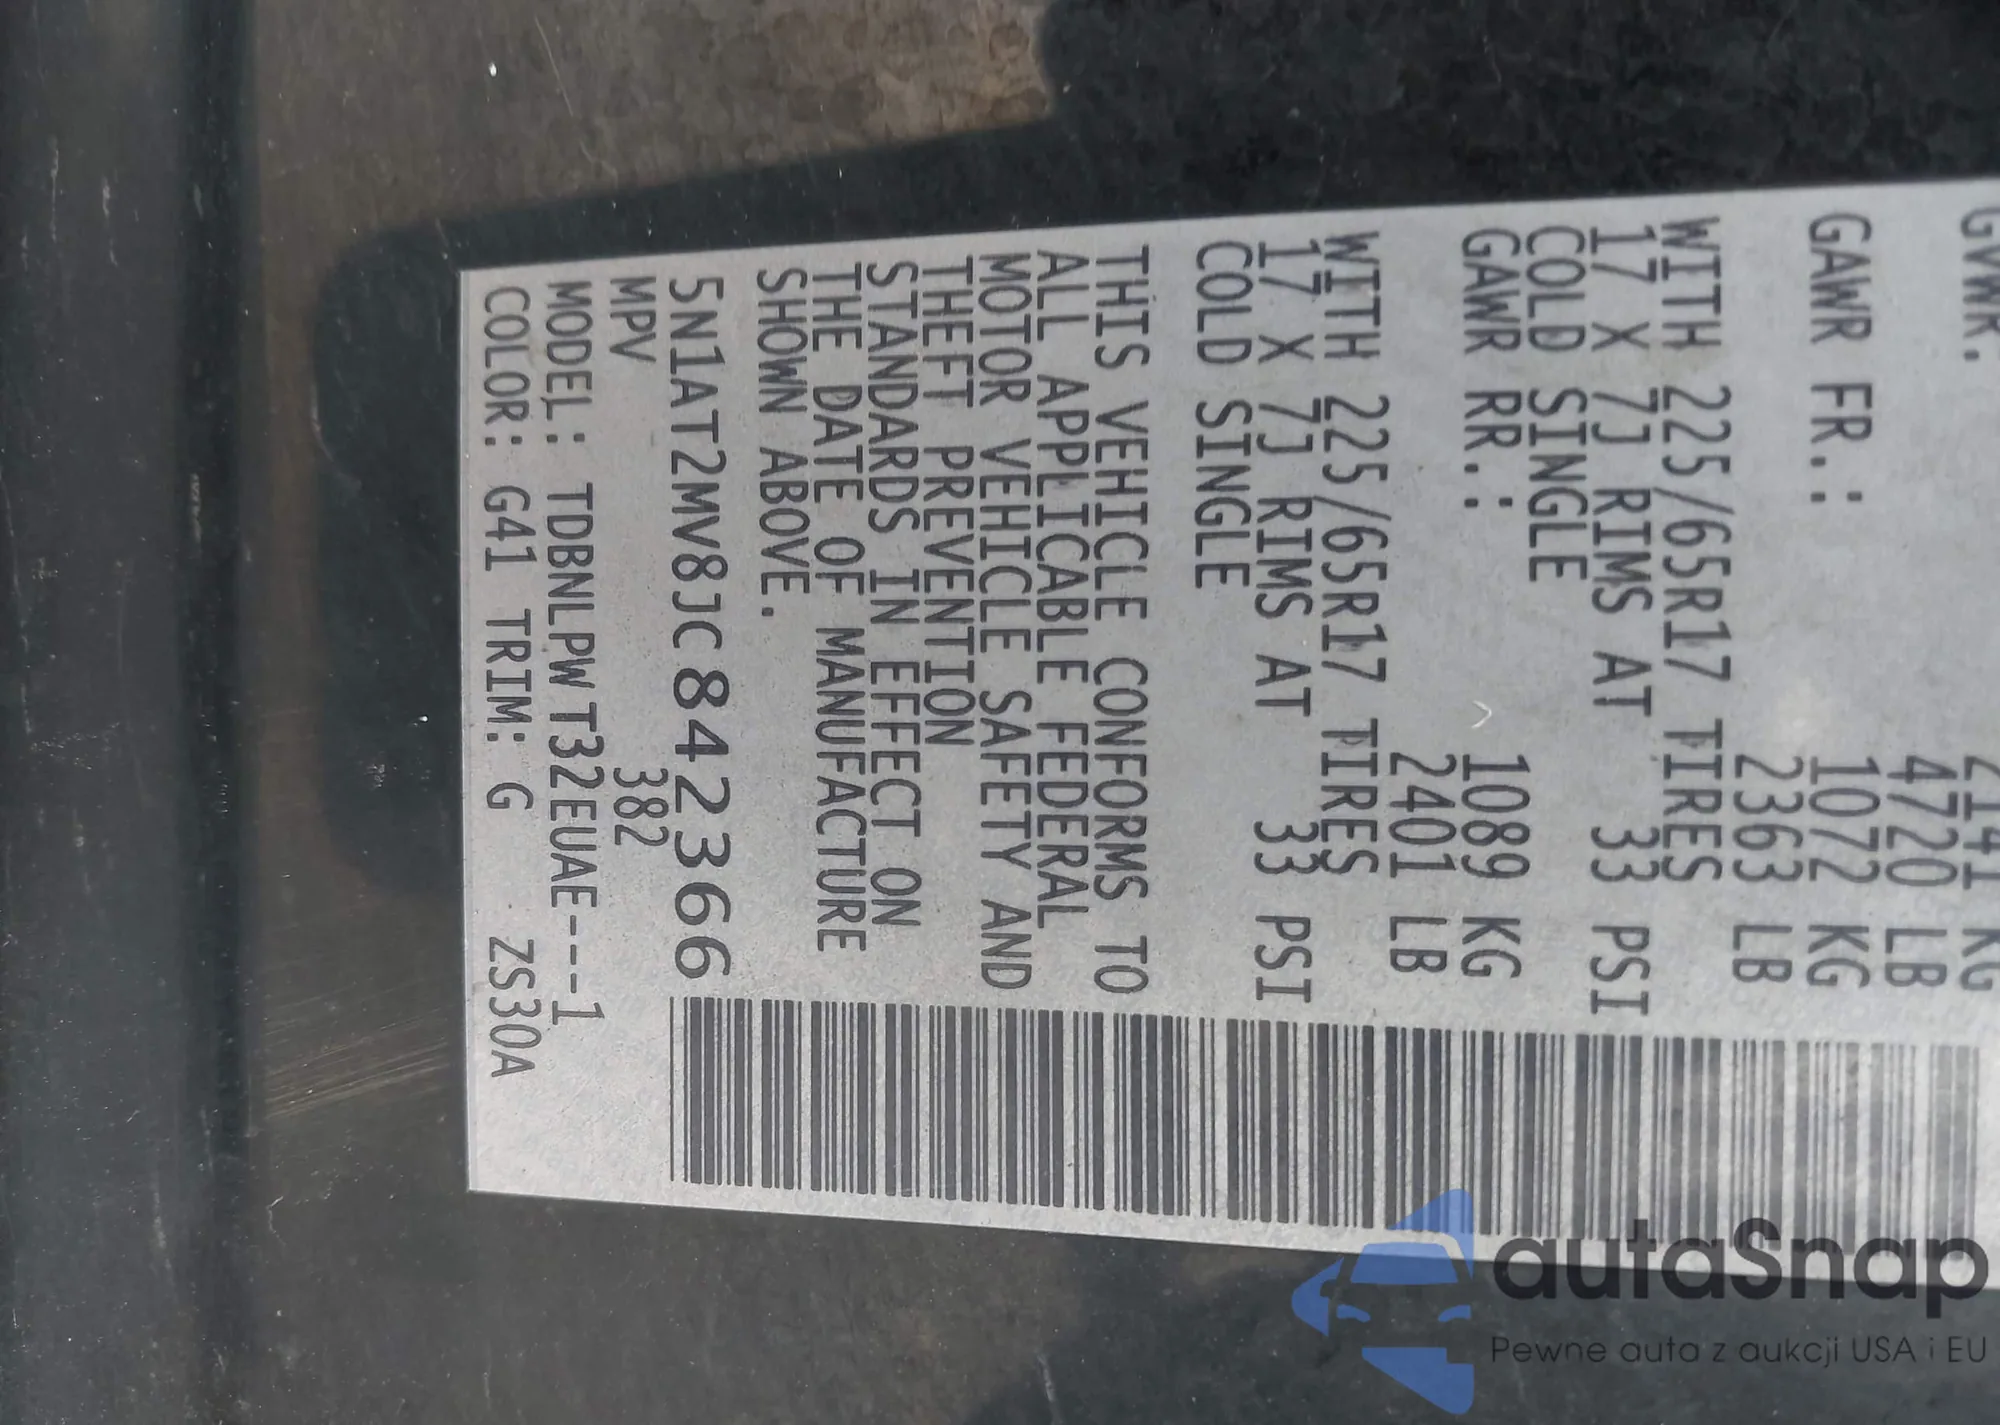 GVWR.
2141 KG
4720 LB
GAWR FR.: 1072 KG
2363 LB
WITH 225/65R17 TIRES
17 X 7J RIMS AT 33 PSI
COLD SINGLE
GAWR RR.: 1089 KG
2401 LB
WITH 225/65R17 TIRES
17 X 7J RIMS AT 33 PSI
COLD SINGLE
THIS VEHICLE CONFORMS TO
ALL APPLICABLE FEDERAL
MOTOR VEHICLE SAFETY AND
THEFT PREVENTION
STANDARDS IN EFFECT ON
THE DATE OF MANUFACTURE
SHOWN ABOVE.
5N1AT2MV8JC842366
MPV 382
MODEL: TDBNLPW T32EUAE---1
COLOR: G41 TRIM: G ZS30A
autaSnap
Pewne auta z aukcji USA i EU